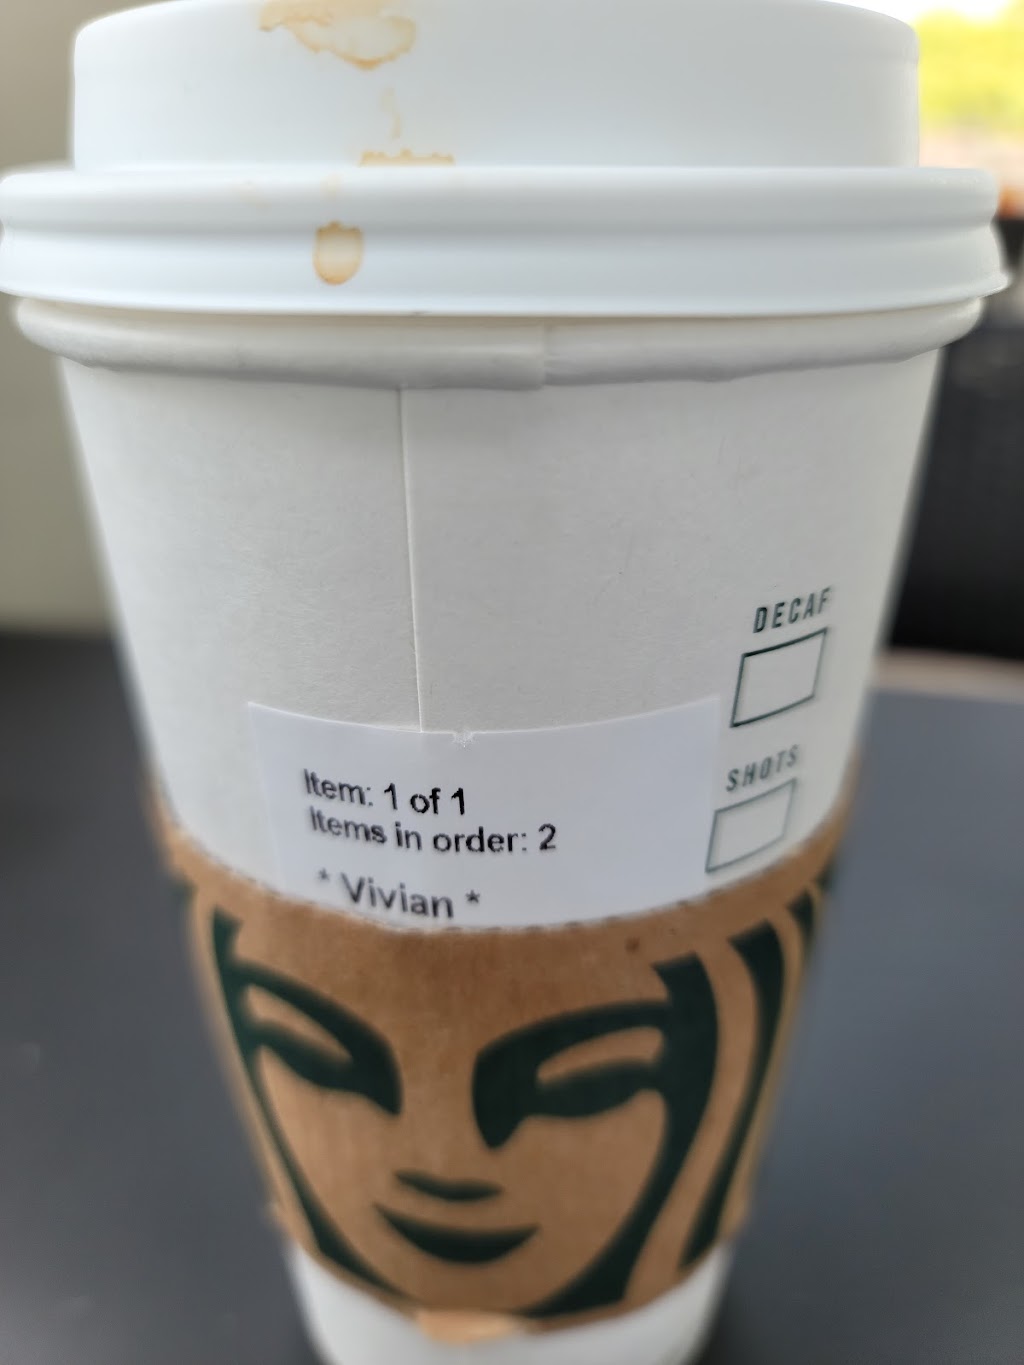 DECAF
SHOTS
Item: 1 of 1
Items in order: 2
* Vivian *